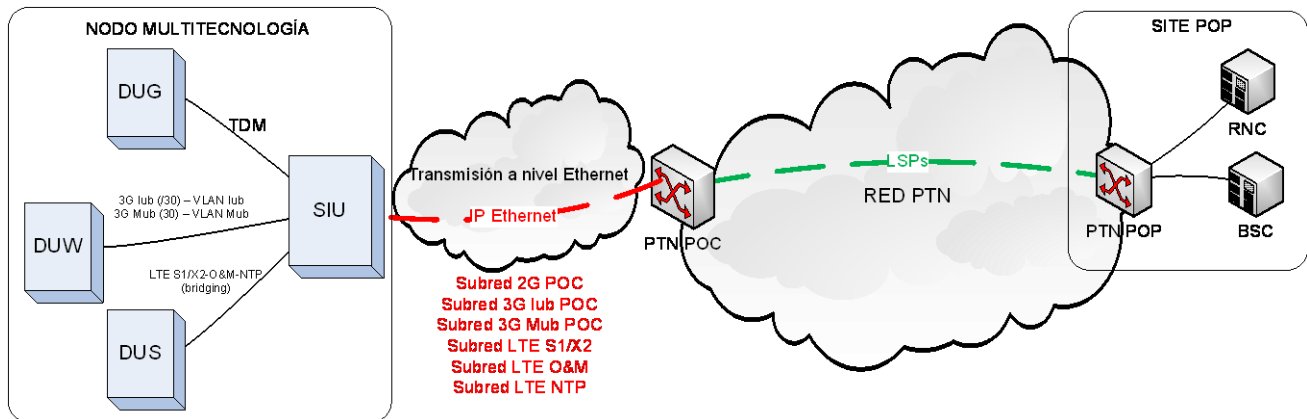 NODO MULTITECNOLOGÍA
DUG
TDM
3G Iub (/30) – VLAN Iub
3G Mub (30) – VLAN Mub
DUW
SIU
LTE S1/X2-O&M-NTP
(bridging)
DUS
Transmisión a nivel Ethernet
IP Ethernet
Subred 2G POC
Subred 3G Iub POC
Subred 3G Mub POC
Subred LTE S1/X2
Subred LTE O&M
Subred LTE NTP
PTN POC
LSPs
RED PTN
SITE POP
RNC
PTN POP
BSC